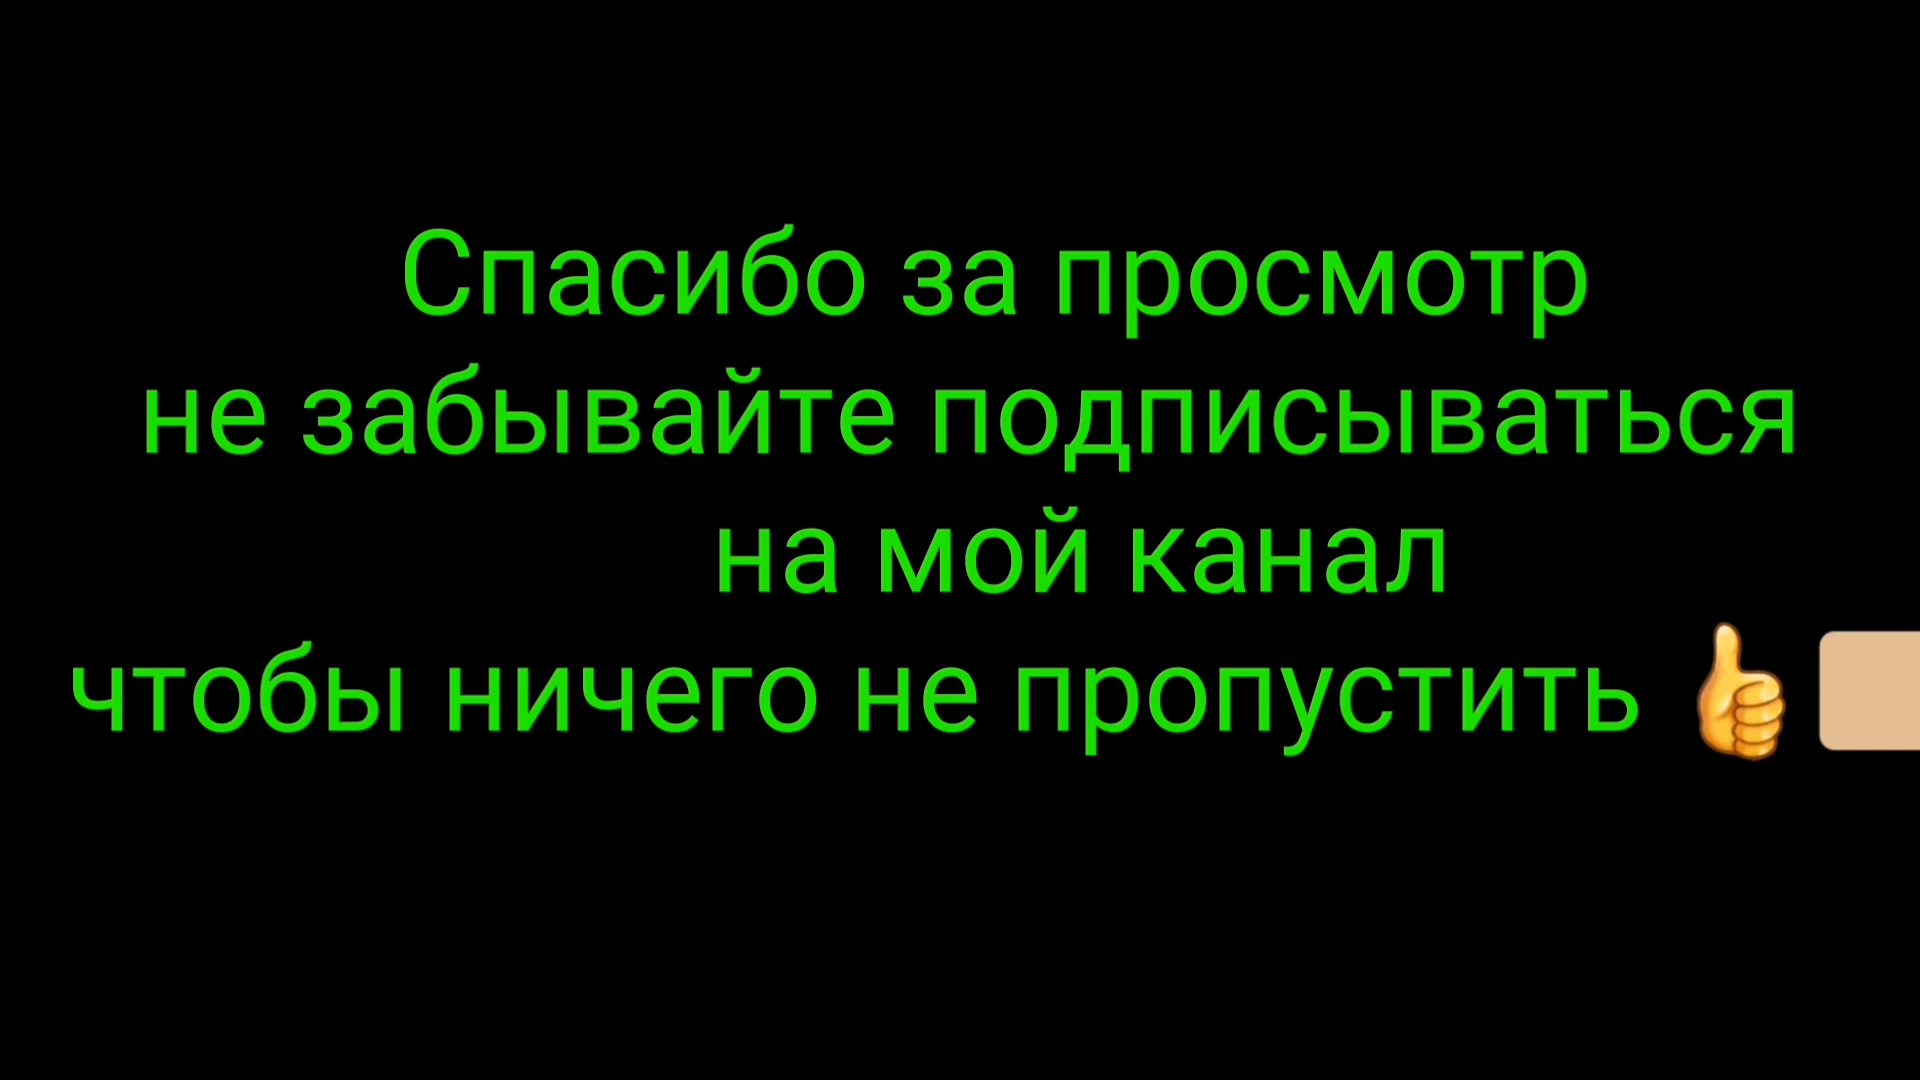 Спасибо за просмотр
не забывайте подписываться
на мой канал
чтобы ничего не пропустить 👍